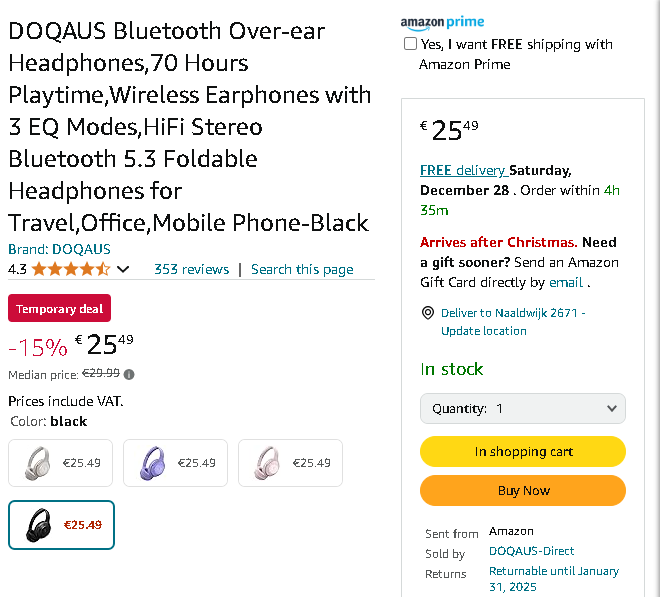 DOQAUS Bluetooth Over-ear
Headphones,70 Hours
Playtime,Wireless Earphones with
3 EQ Modes,HiFi Stereo
Bluetooth 5.3 Foldable
Headphones for
Travel,Office,Mobile Phone-Black
Brand: DOQAUS
4.3
353 reviews | Search this page
Temporary deal
-15% €25⁴⁹
Median price: €29.99
Prices include VAT.
Color: black
€25.49
€25.49
€25.49
€25.49
amazon prime
Yes, I want FREE shipping with
Amazon Prime
€25⁴⁹
FREE delivery Saturday,
December 28 . Order within 4h
35m
Arrives after Christmas. Need
a gift sooner? Send an Amazon
Gift Card directly by email .
Deliver to Naaldwijk 2671 -
Update location
In stock
Quantity: 1
In shopping cart
Buy Now
Sent from Amazon
Sold by DOQAUS-Direct
Returns Returnable until January
31, 2025